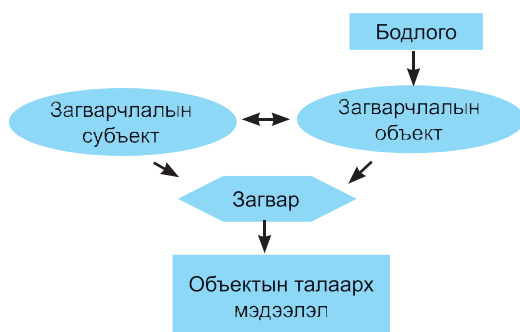 Бодлого
Загварчлалын
субъект
Загварчлалын
объект
Загвар
Объектын талаарх
мэдээлэл